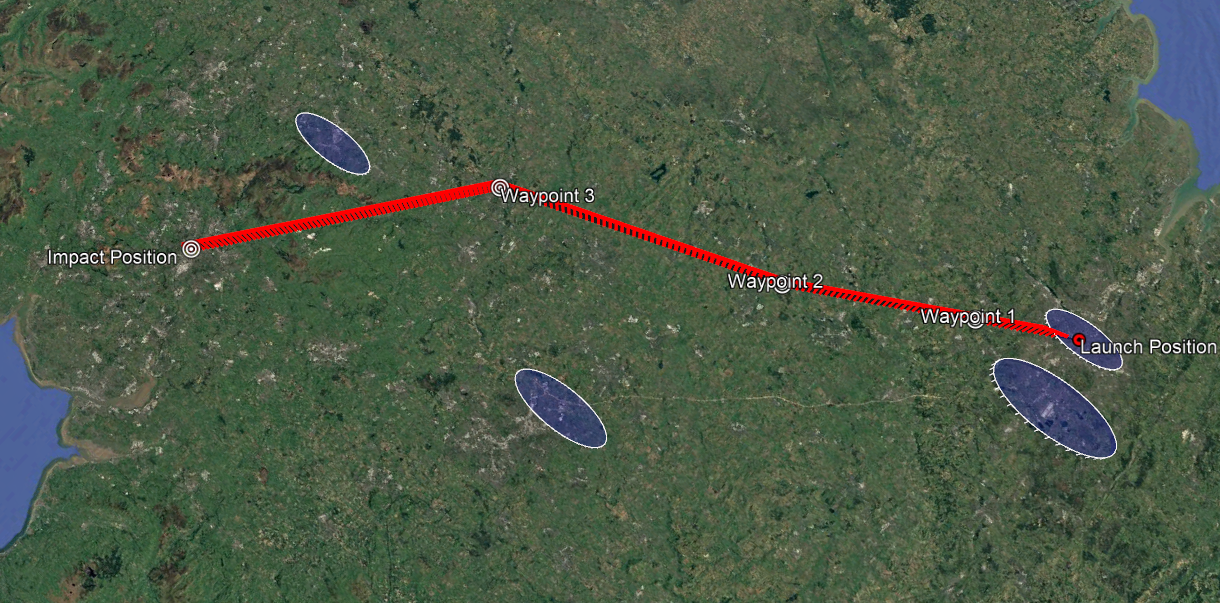 Waypoint 3
Impact Position
Waypoint 2
Waypoint 1
Launch Position